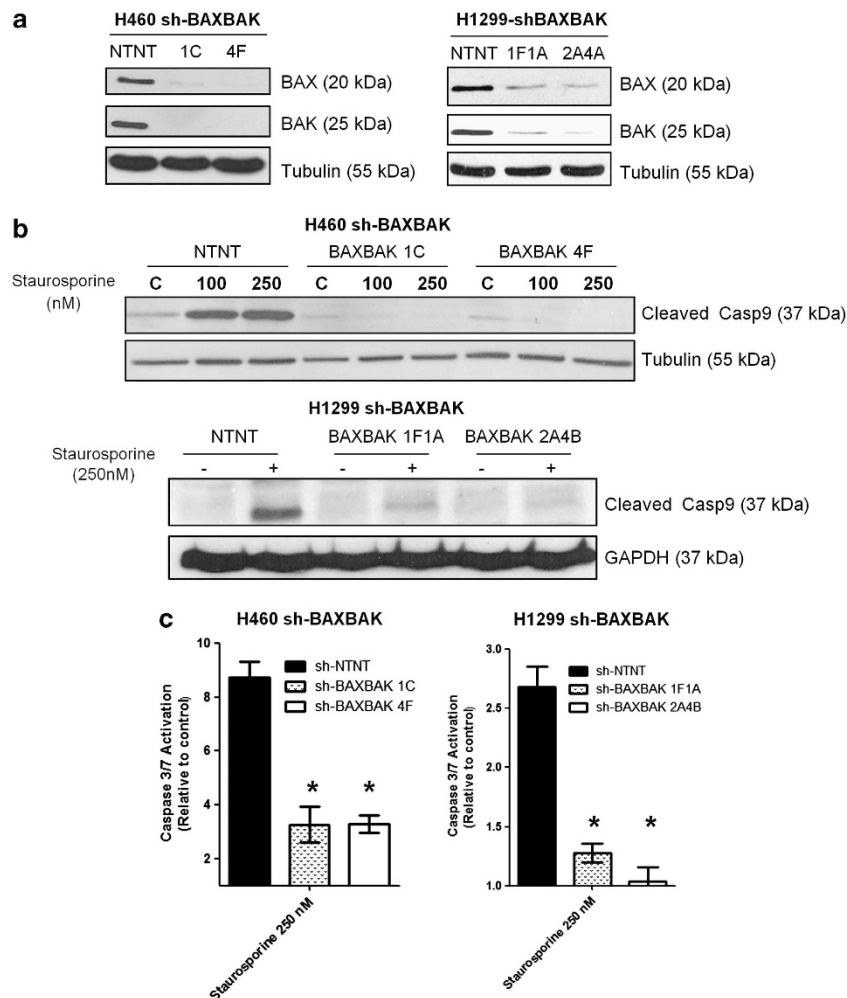 a
H460 sh-BAXBAK
NTNT 1C 4F
BAX (20 kDa)
BAK (25 kDa)
Tubulin (55 kDa)
H1299-shBAXBAK
NTNT 1F1A 2A4A
BAX (20 kDa)
BAK (25 kDa)
Tubulin (55 kDa)
b
H460 sh-BAXBAK
NTNT BAXBAK 1C BAXBAK 4F
Staurosporine
(nM)
C 100 250 C 100 250 C 100 250
Cleaved Casp9 (37 kDa)
Tubulin (55 kDa)
H1299 sh-BAXBAK
NTNT BAXBAK 1F1A BAXBAK 2A4B
Staurosporine
(250nM)
- + - + - +
Cleaved Casp9 (37 kDa)
GAPDH (37 kDa)
c
H460 sh-BAXBAK
Caspase 3/7 Activation
(Relative to control)
10
8
6
4
2
sh-NTNT
sh-BAXBAK 1C
sh-BAXBAK 4F
* *
Staurosporine 250 nM
H1299 sh-BAXBAK
Caspase 3/7 Activation
(Relative to control)
3.0
2.5
2.0
1.5
1.0
sh-NTNT
sh-BAXBAK 1F1A
sh-BAXBAK 2A4B
* *
Staurosporine 250 nM